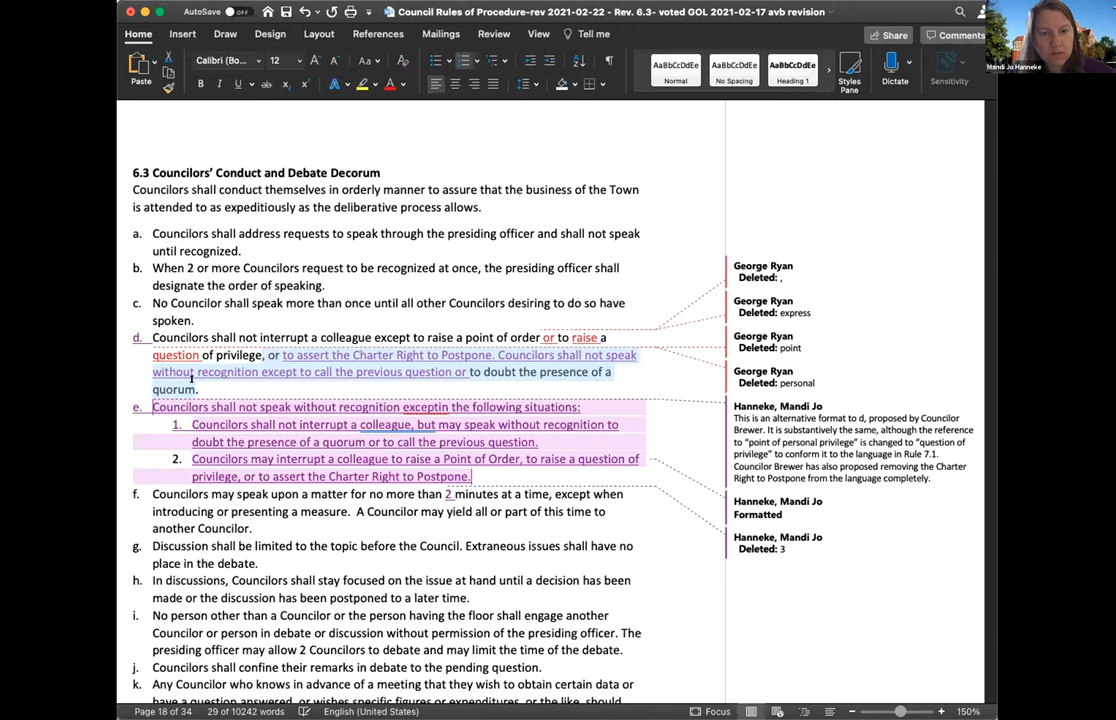 AutoSave OFF
Council Rules of Procedure-rev 2021-02-22 - Rev. 6.3- voted GOL 2021-02-17 avb revision
Home Insert Draw Design Layout References Mailings Review View Tell me
Share Comments
Mandi Jo Hanneke
Paste
Calibri (Bo... 12
AaBbCcDdEe AaBbCcDdEe AaBbCcDc
Normal No Spacing Heading 1
Styles Pane
Dictate
Sensitivity
6.3 Councilors' Conduct and Debate Decorum
Councilors shall conduct themselves in orderly manner to assure that the business of the Town
is attended to as expeditiously as the deliberative process allows.
a. Councilors shall address requests to speak through the presiding officer and shall not speak
until recognized.
b. When 2 or more Councilors request to be recognized at once, the presiding officer shall
designate the order of speaking.
c. No Councilor shall speak more than once until all other Councilors desiring to do so have
spoken.
d. Councilors shall not interrupt a colleague except to raise a point of order or to raise a
question of privilege, or to assert the Charter Right to Postpone. Councilors shall not speak
without recognition except to call the previous question or to doubt the presence of a
quorum.
e. Councilors shall not speak without recognition exceptin the following situations:
1. Councilors shall not interrupt a colleague, but may speak without recognition to
doubt the presence of a quorum or to call the previous question.
2. Councilors may interrupt a colleague to raise a Point of Order, to raise a question of
privilege, or to assert the Charter Right to Postpone.
f. Councilors may speak upon a matter for no more than 2 minutes at a time, except when
introducing or presenting a measure. A Councilor may yield all or part of this time to
another Councilor.
g. Discussion shall be limited to the topic before the Council. Extraneous issues shall have no
place in the debate.
h. In discussions, Councilors shall stay focused on the issue at hand until a decision has been
made or the discussion has been postponed to a later time.
i. No person other than a Councilor or the person having the floor shall engage another
Councilor or person in debate or discussion without permission of the presiding officer. The
presiding officer may allow 2 Councilors to debate and may limit the time of the debate.
j. Councilors shall confine their remarks in debate to the pending question.
k. Any Councilor who knows in advance of a meeting that they wish to obtain certain data or
have a question answered, or wishes specific figures or expenditures, or the like, should
George Ryan
Deleted: ,
George Ryan
Deleted: express
George Ryan
Deleted: point
George Ryan
Deleted: personal
Hanneke, Mandi Jo
This is an alternative format to d, proposed by Councilor
Brewer. It is substantively the same, although the reference
to "point of personal privilege" is changed to "question of
privilege" to conform it to the language in Rule 7.1.
Councilor Brewer has also proposed removing the Charter
Right to Postpone from the language completely.
Hanneke, Mandi Jo
Formatted
Hanneke, Mandi Jo
Deleted: 3
Page 18 of 34 29 of 10242 words English (United States) Focus 150%